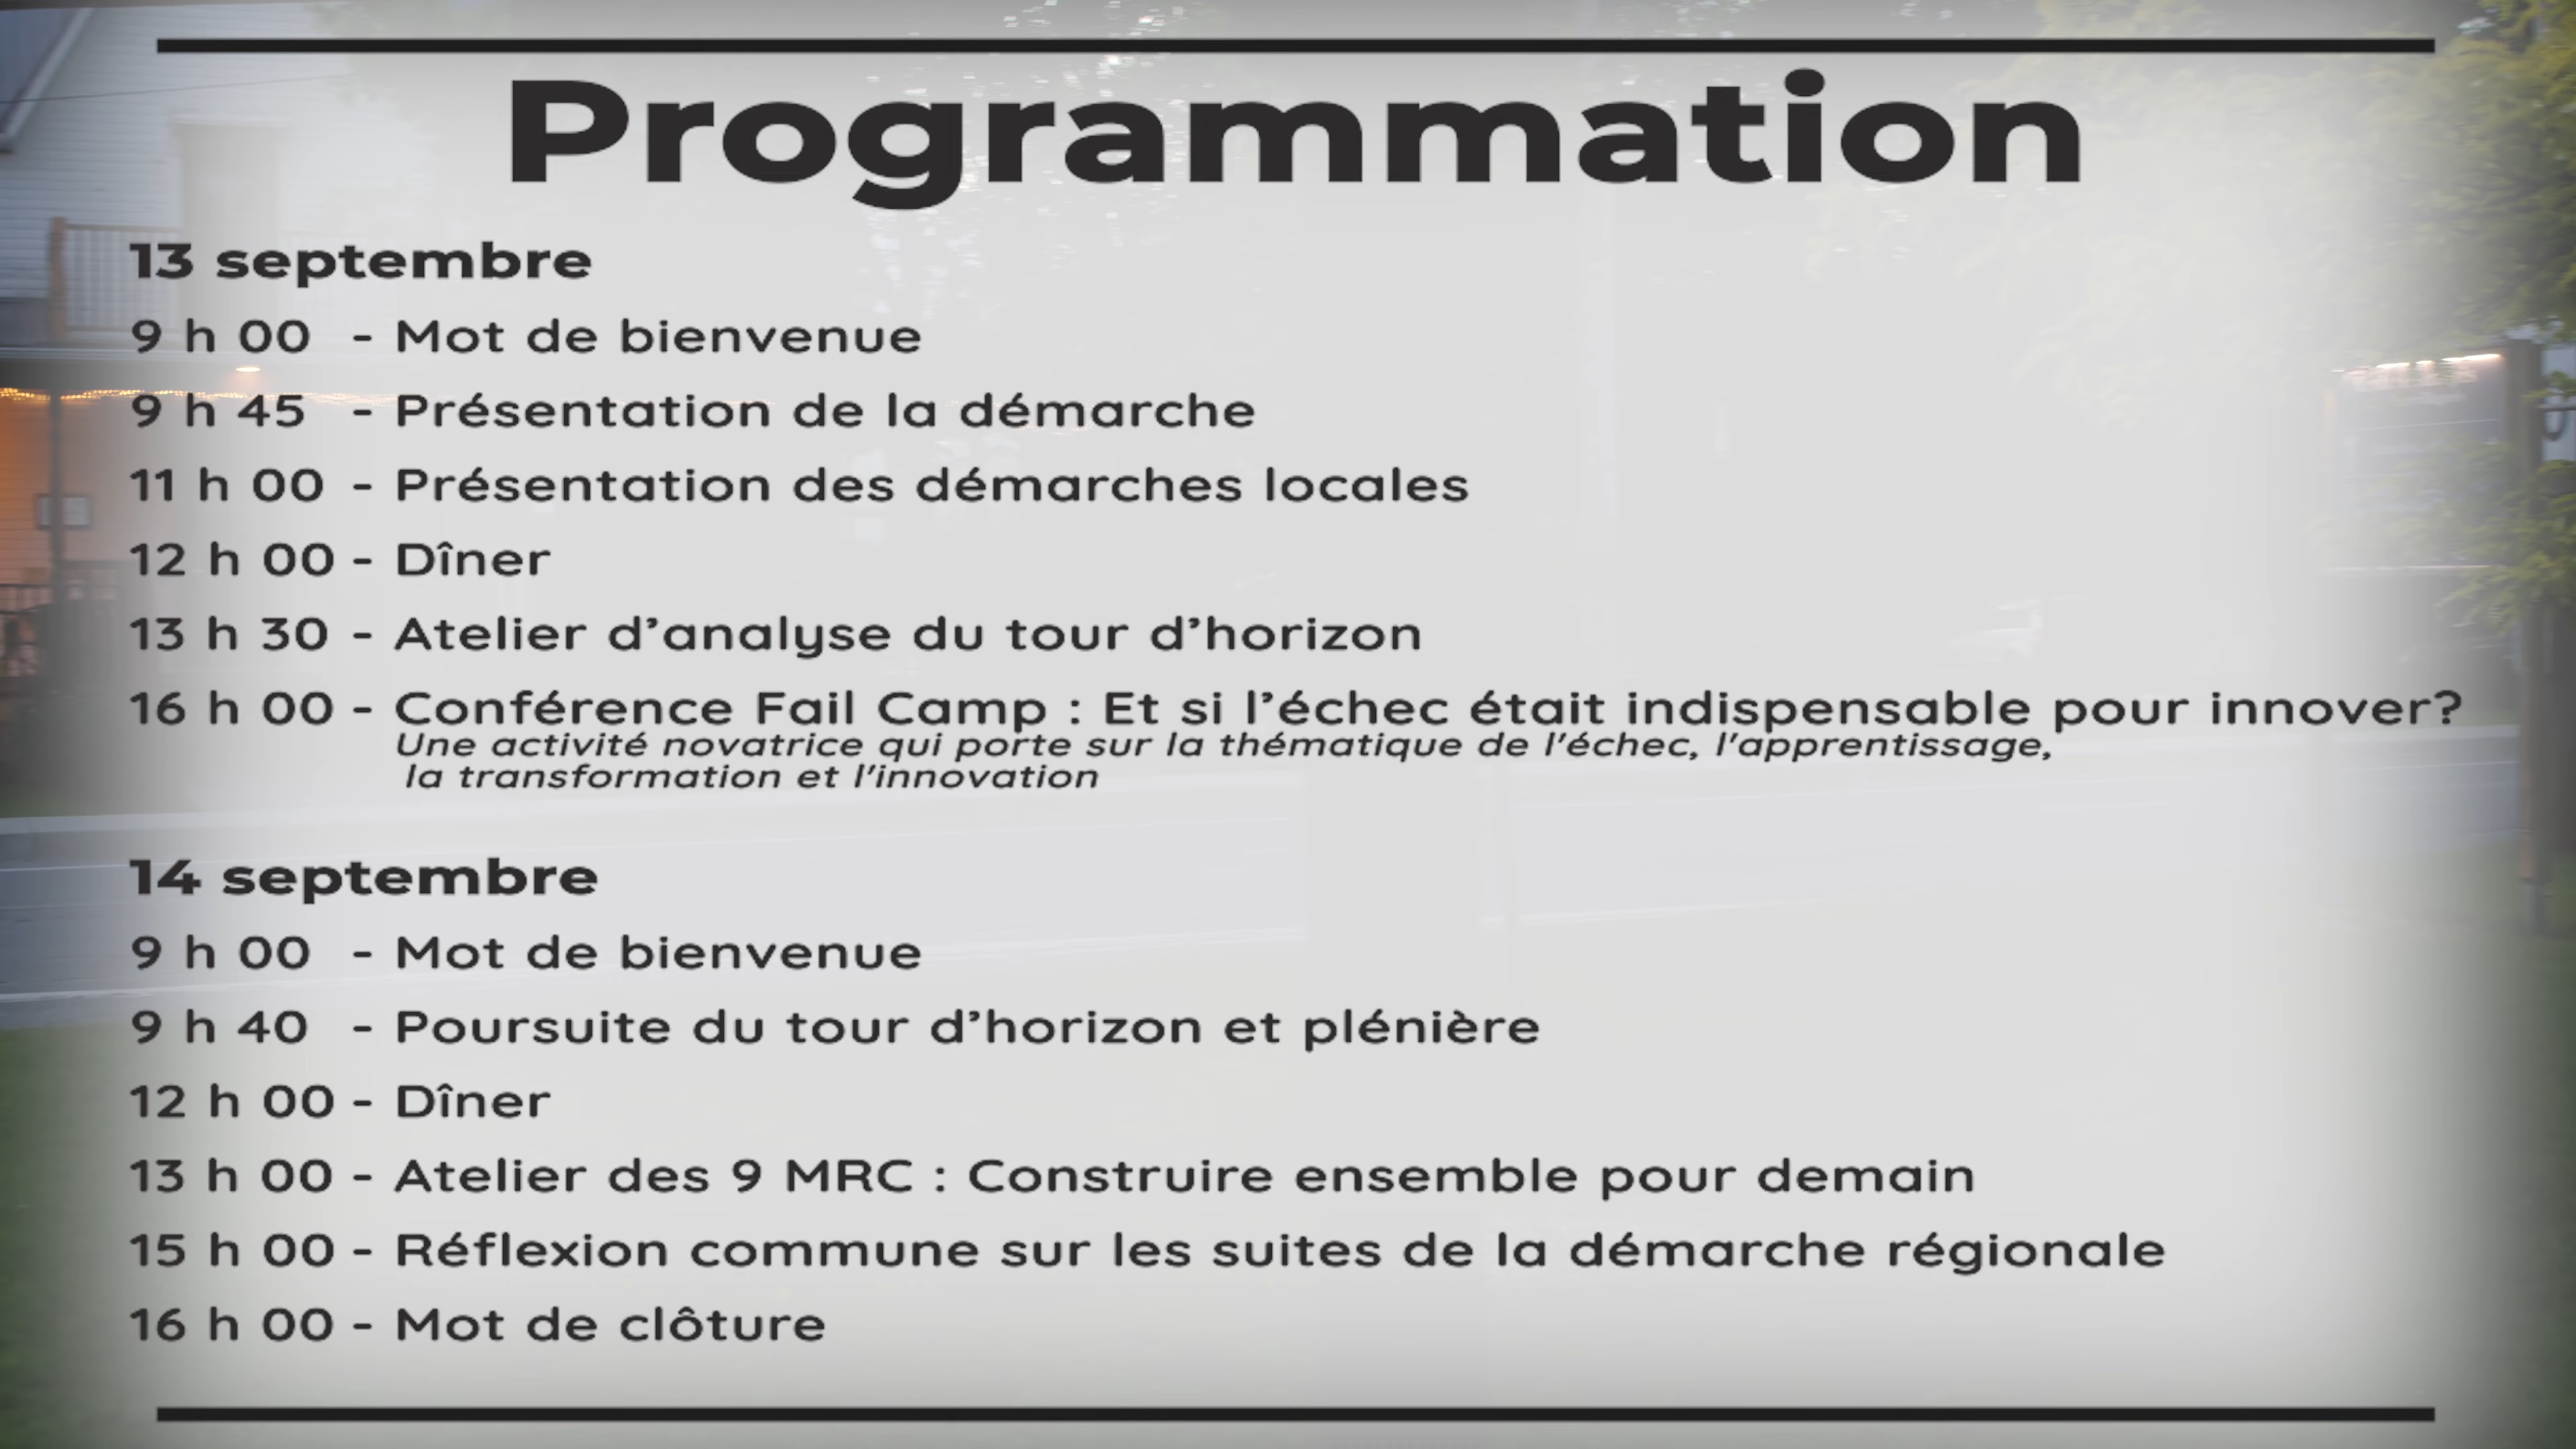 Programmation
13 septembre
9 h 00 - Mot de bienvenue
9 h 45 - Présentation de la démarche
11 h 00 - Présentation des démarches locales
12 h 00 - Dîner
13 h 30 - Atelier d’analyse du tour d’horizon
16 h 00 - Conférence Fail Camp : Et si l’échec était indispensable pour innover?
Une activité novatrice qui porte sur la thématique de l’échec, l’apprentissage,
la transformation et l’innovation
14 septembre
9 h 00 - Mot de bienvenue
9 h 40 - Poursuite du tour d’horizon et plénière
12 h 00 - Dîner
13 h 00 - Atelier des 9 MRC : Construire ensemble pour demain
15 h 00 - Réflexion commune sur les suites de la démarche régionale
16 h 00 - Mot de clôture